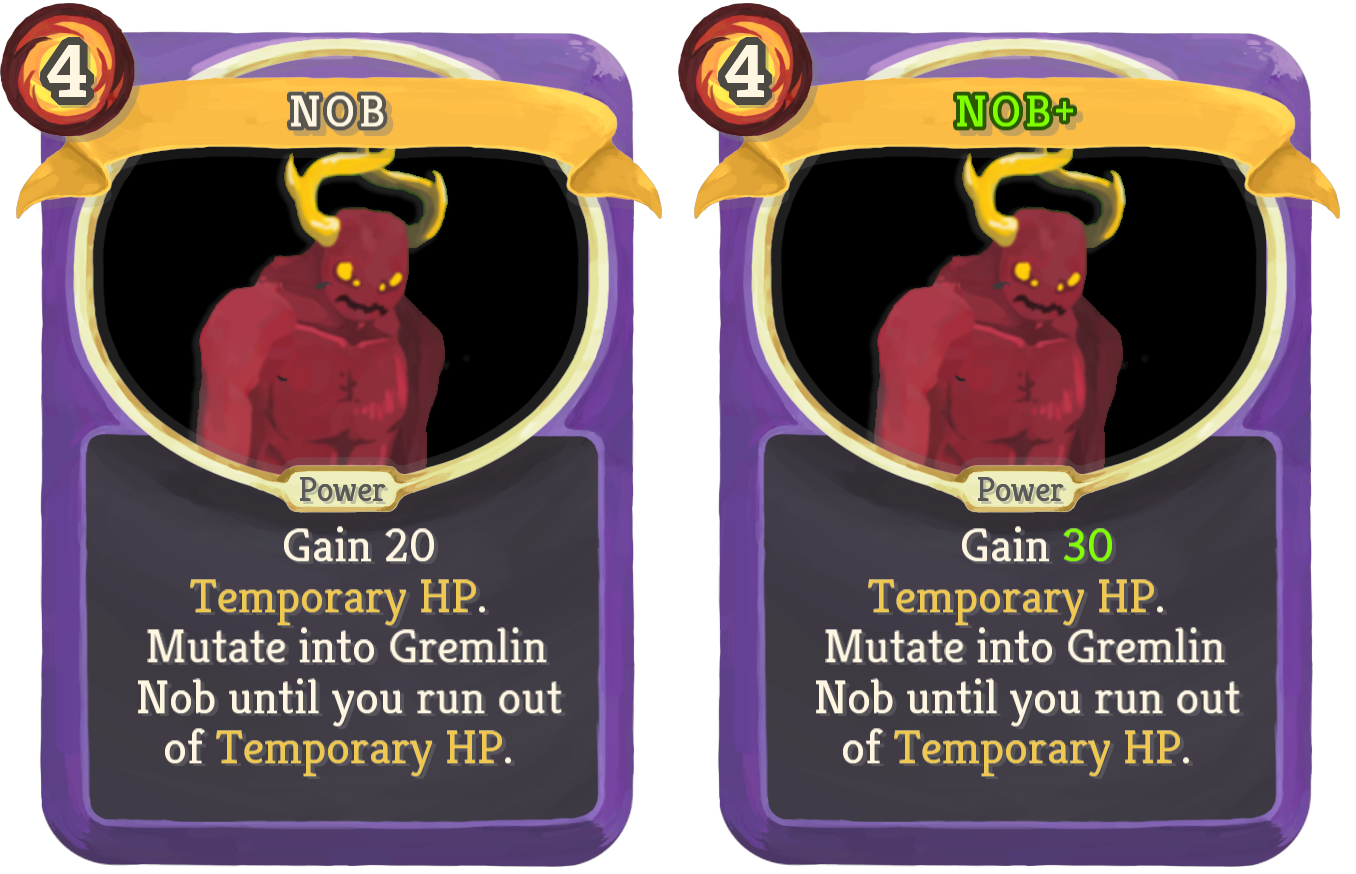 4
NOB
Power
Gain 20
Temporary HP.
Mutate into Gremlin
Nob until you run out
of Temporary HP.
4
NOB+
Power
Gain 30
Temporary HP.
Mutate into Gremlin
Nob until you run out
of Temporary HP.